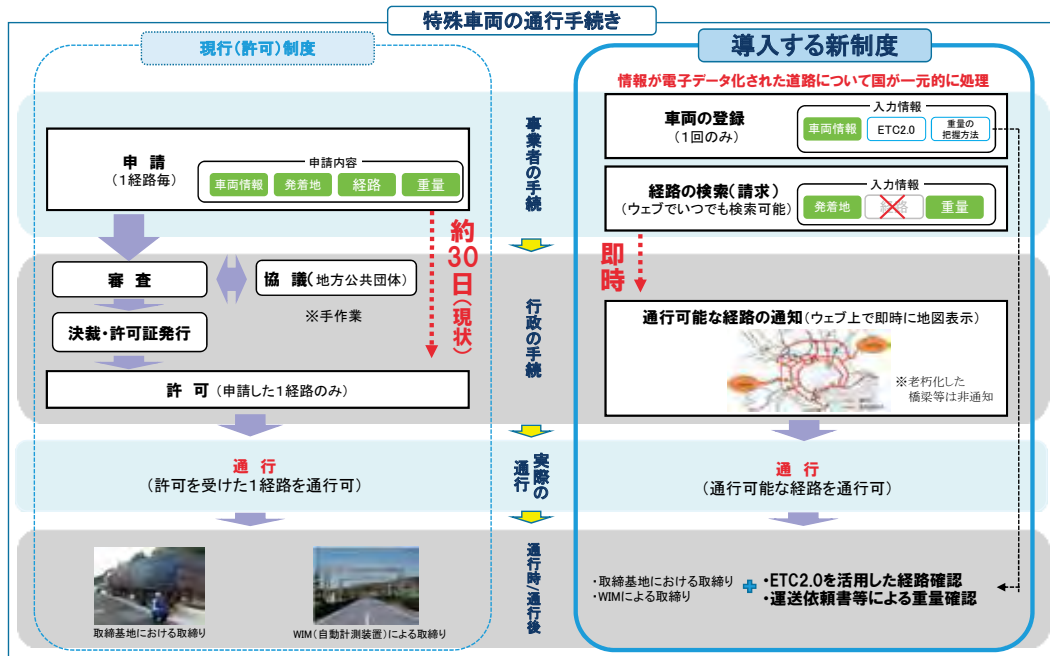 特殊車両の通行手続き
現行(許可)制度
申 請
(1経路毎)
申請内容
車両情報
発着地
経路
重量
審 査
協 議(地方公共団体)
※手作業
決裁・許可証発行
約30日(現状)
許 可 (申請した1経路のみ)
通 行
(許可を受けた1経路を通行可)
取締基地における取締り
WIM(自動計測装置)による取締り
事業者の手続
行政の手続
実際の
通行
通行時/通行後
導入する新制度
情報が電子データ化された道路について国が一元的に処理
車両の登録
(1回のみ)
入力情報
車両情報
ETC2.0
重量の
把握方法
経路の検索(請求)
(ウェブでいつでも検索可能)
入力情報
発着地
経路
重量
即時
通行可能な経路の通知(ウェブ上で即時に地図表示)
※老朽化した
橋梁等は非通知
通 行
(通行可能な経路を通行可)
・取締基地における取締り
・WIMによる取締り
・ETC2.0を活用した経路確認
・運送依頼書等による重量確認